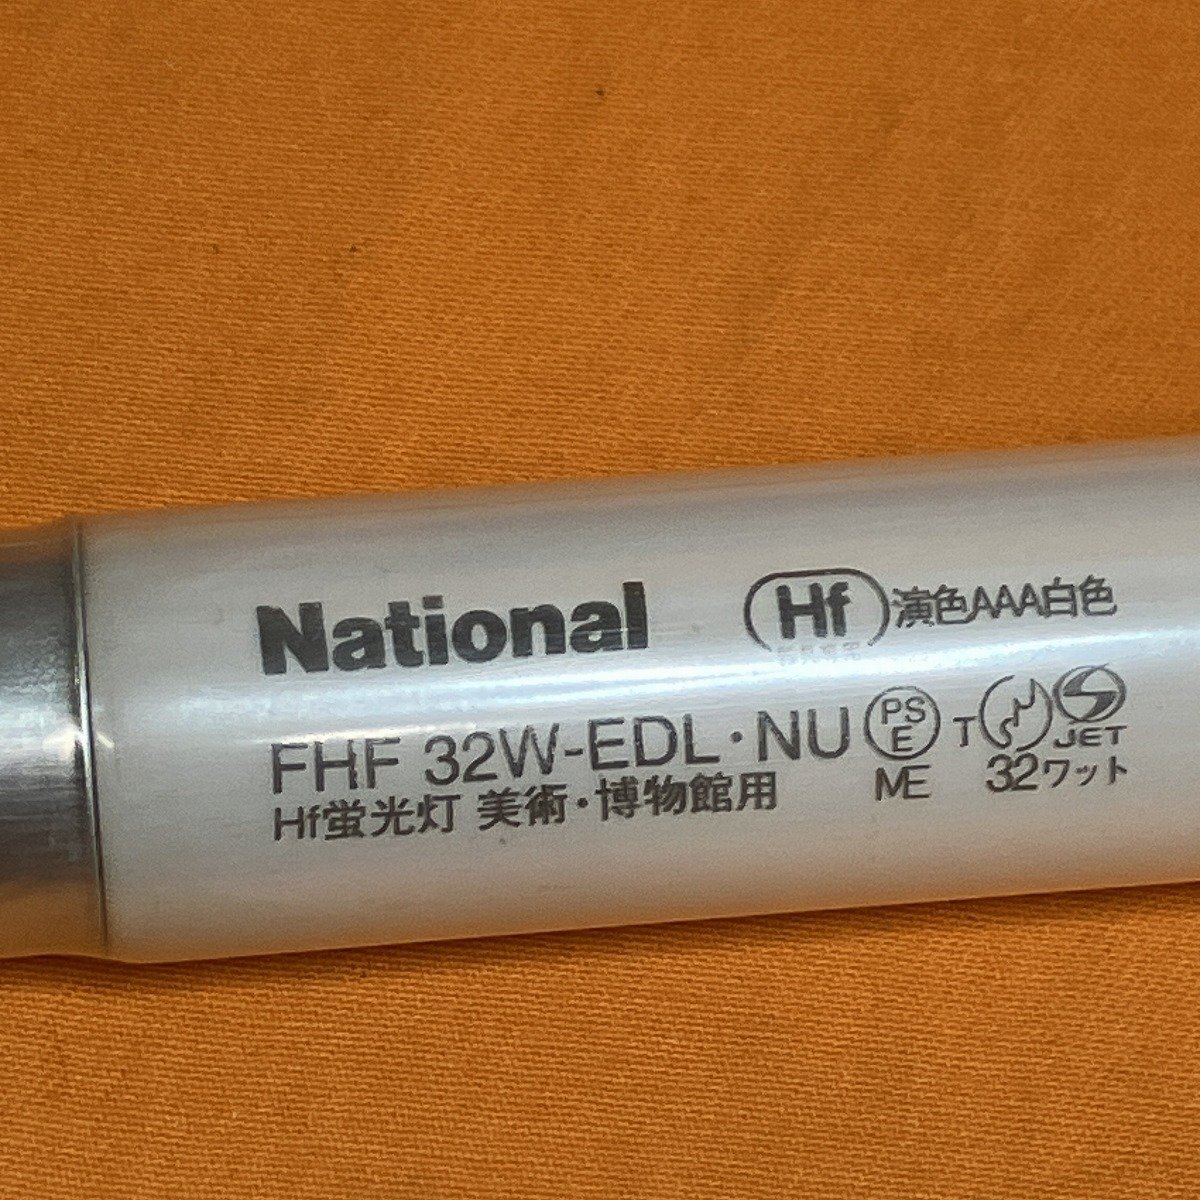 National Hf 演色AAA白色
FHF 32W-EDL・NU PS E T JET
Hf蛍光灯 美術・博物館用 ME 32ワット